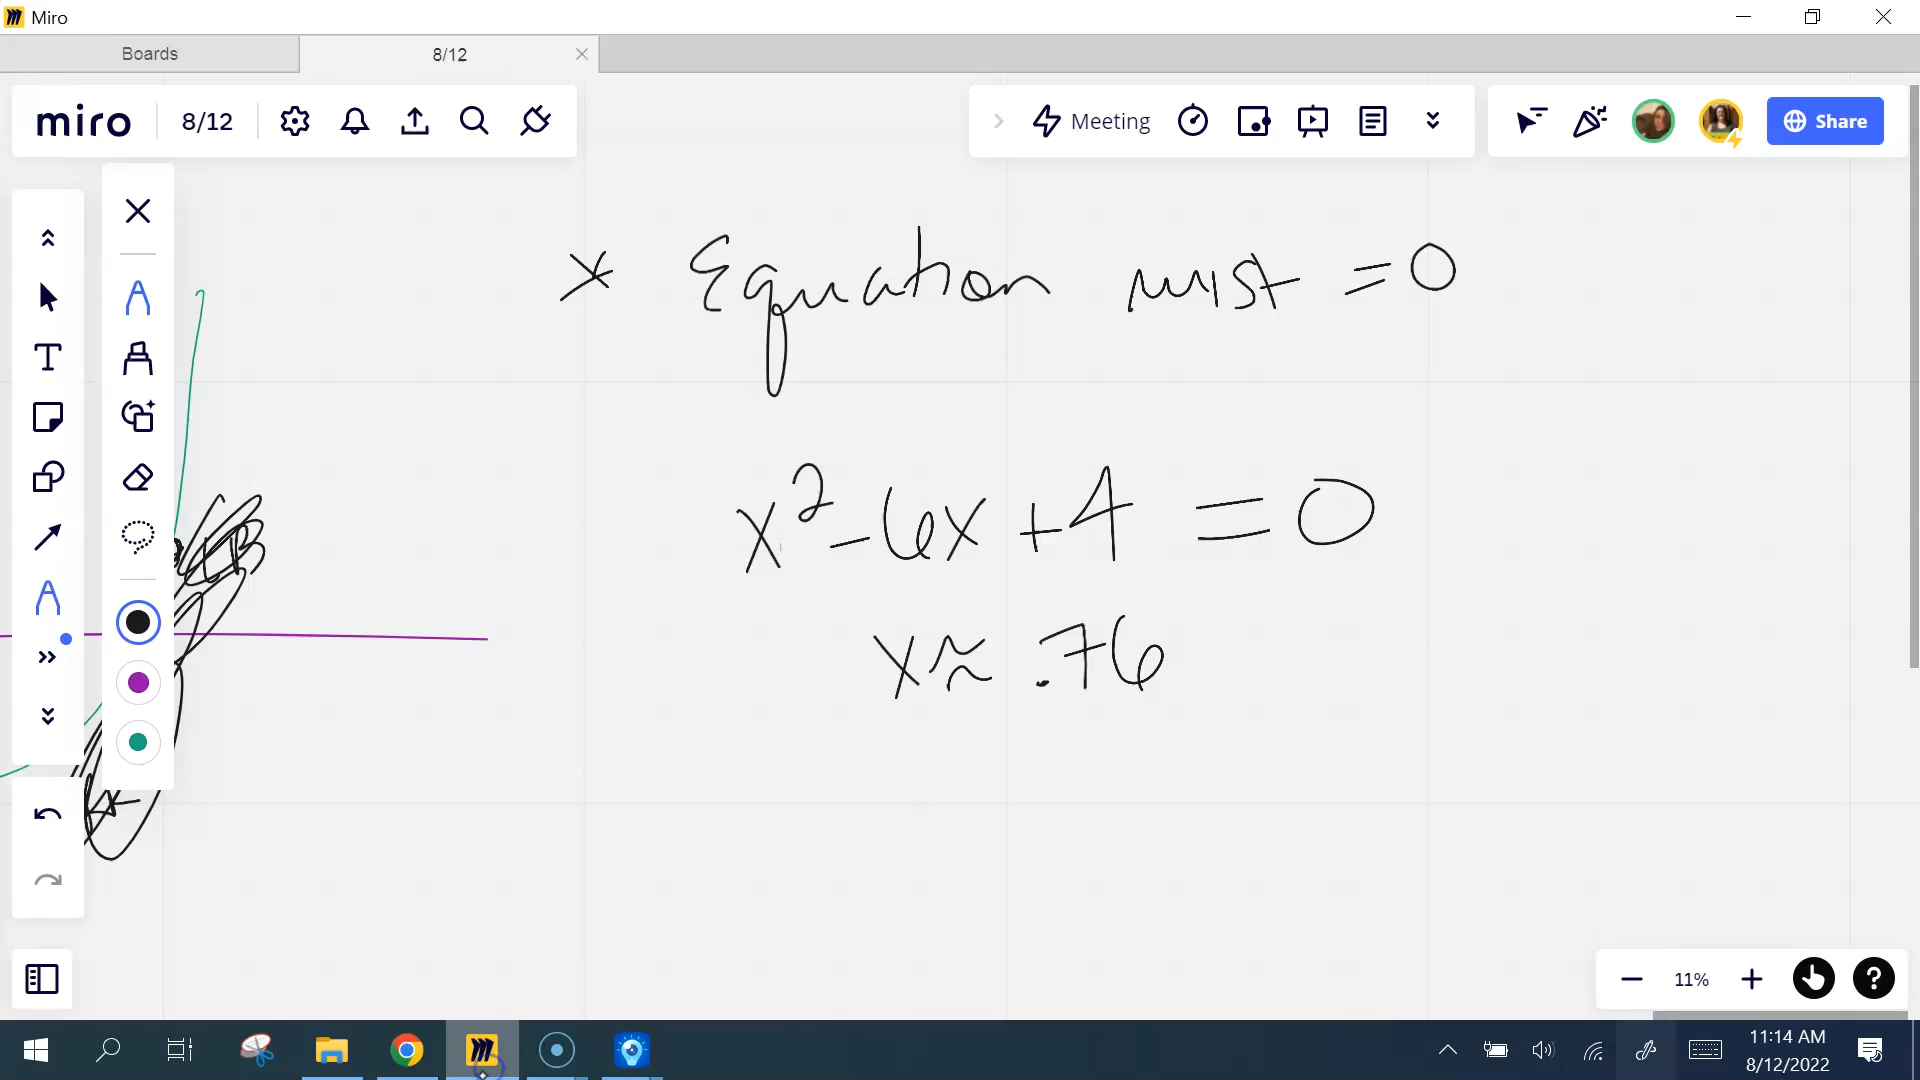 Miro
Boards
8/12
miro
8/12
Meeting
Share
* Equation must = 0
x² - 6x + 4 = 0
x ≈ .76
11%
11:14 AM
8/12/2022